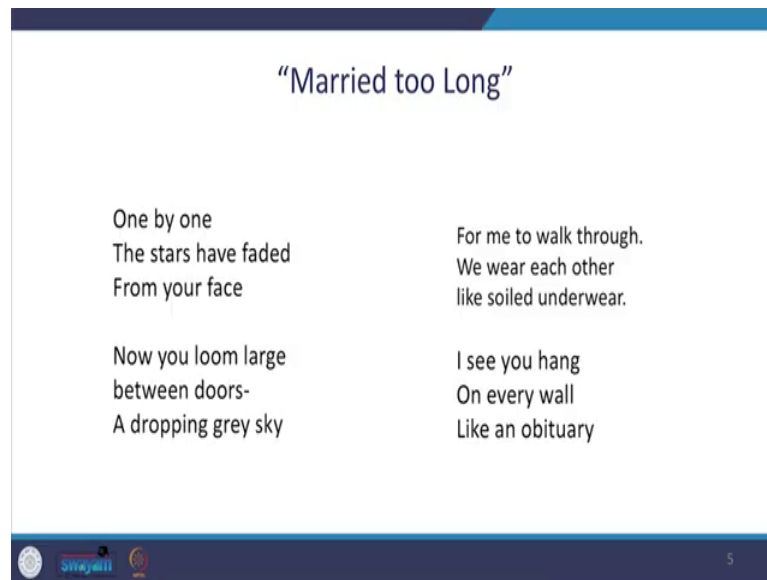 “Married too Long”
One by one
The stars have faded
From your face
Now you loom large
between doors-
A dropping grey sky
For me to walk through.
We wear each other
like soiled underwear.
I see you hang
On every wall
Like an obituary
swayam
5